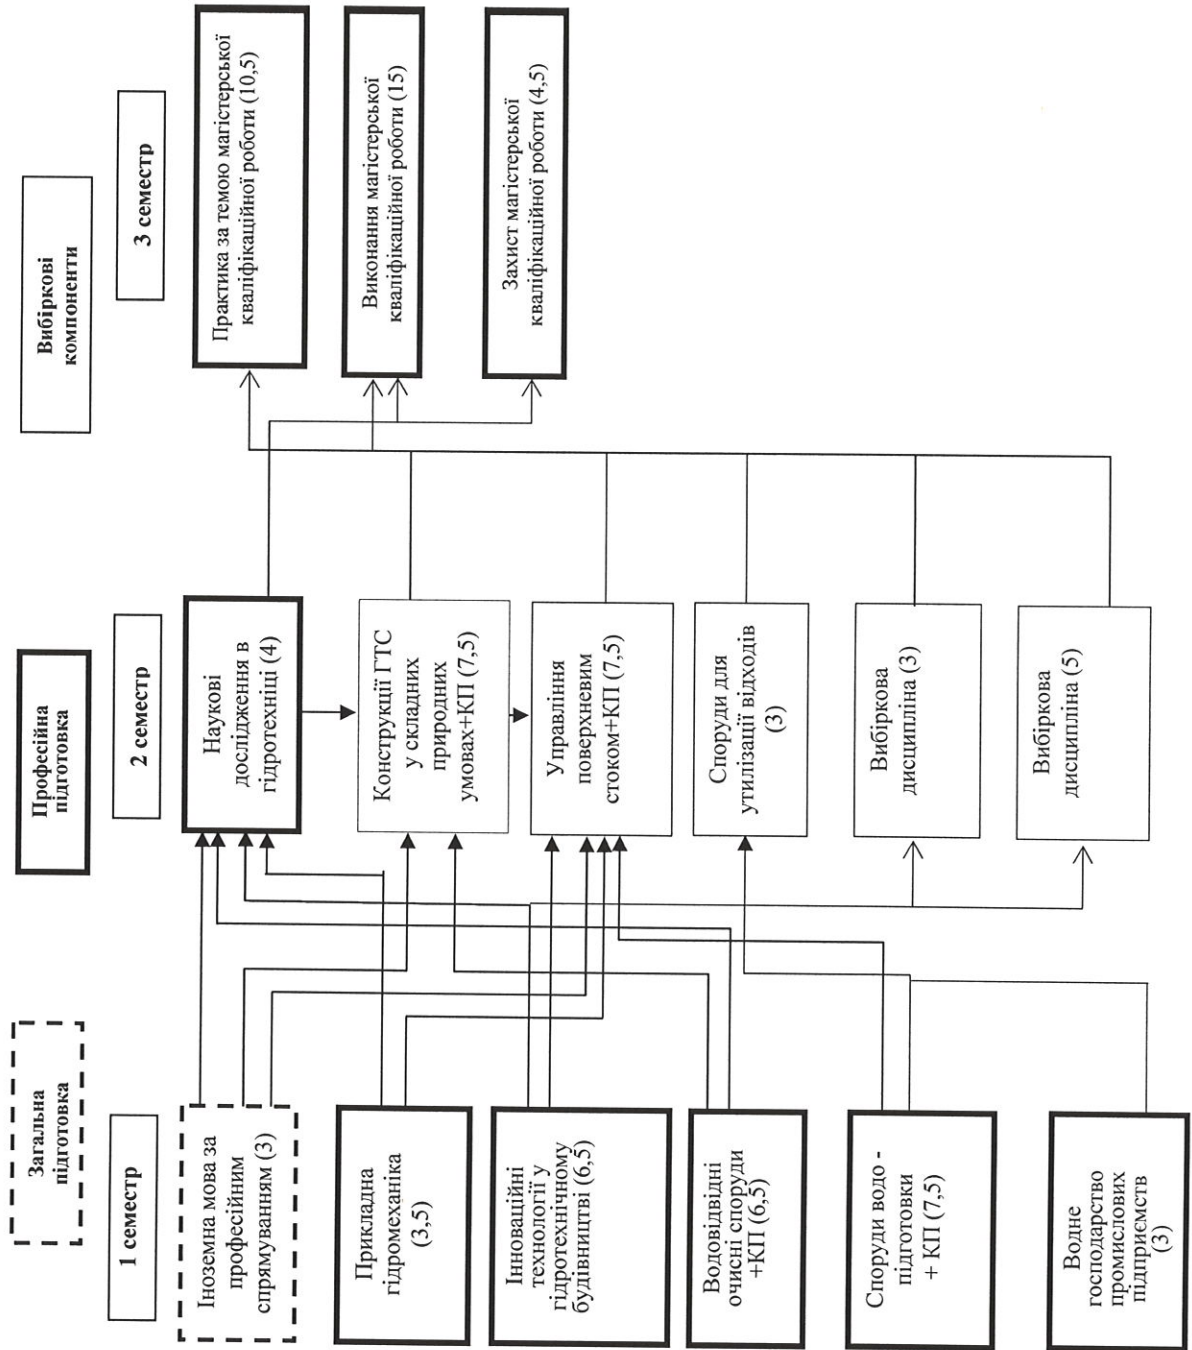 Загальна
підготовка
Професійна
підготовка
Вибіркові
компоненти
1 семестр
2 семестр
3 семестр
Іноземна мова за
професійним
спрямуванням (3)
Прикладна
гідромеханіка
(3,5)
Інноваційні
технології у
гідротехнічному
будівництві (6,5)
Водовідвідні
очисні споруди
+КП (6,5)
Споруди водо -
підготовки
+ КП (7,5)
Водне
господарство
промислових
підприємств
(3)
Наукові
дослідження в
гідротехніці (4)
Конструкції ГТС
у складних
природних
умовах+КП (7,5)
Управління
поверхневим
стоком+КП (7,5)
Споруди для
утилізації відходів
(3)
Вибіркова
дисципліна (3)
Вибіркова
дисципліна (5)
Практика за темою магістерської
кваліфікаційної роботи (10,5)
Виконання магістерської
кваліфікаційної роботи (15)
Захист магістерської
кваліфікаційної роботи (4,5)